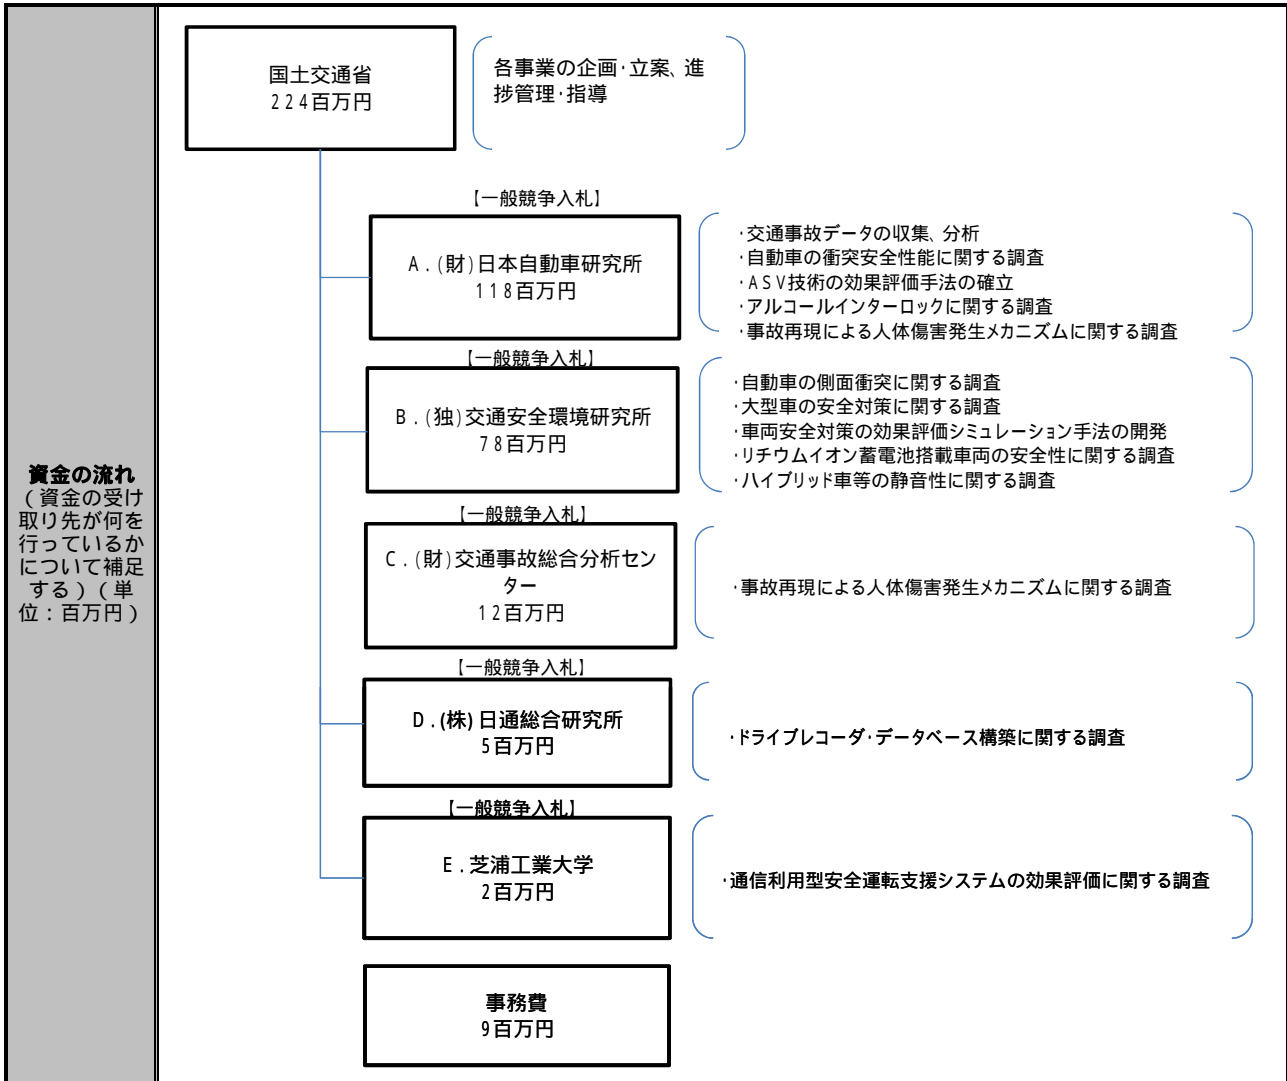 資金の流れ
(資金の受け
取り先が何を
行っているか
について補足
する)(単
位:百万円)
国土交通省
224百万円
各事業の企画・立案、進
捗管理・指導
【一般競争入札】
A.(財)日本自動車研究所
118百万円
・交通事故データの収集、分析
・自動車の衝突安全性能に関する調査
・ASV技術の効果評価手法の確立
・アルコールインターロックに関する調査
・事故再現による人体傷害発生メカニズムに関する調査
【一般競争入札】
B.(独)交通安全環境研究所
78百万円
・自動車の側面衝突に関する調査
・大型車の安全対策に関する調査
・車両安全対策の効果評価シミュレーション手法の開発
・リチウムイオン蓄電池搭載車両の安全性に関する調査
・ハイブリッド車等の静音性に関する調査
【一般競争入札】
C.(財)交通事故総合分析セン
ター
12百万円
・事故再現による人体傷害発生メカニズムに関する調査
【一般競争入札】
D.(株)日通総合研究所
5百万円
・ドライブレコーダ・データベース構築に関する調査
【一般競争入札】
E.芝浦工業大学
2百万円
・通信利用型安全運転支援システムの効果評価に関する調査
事務費
9百万円